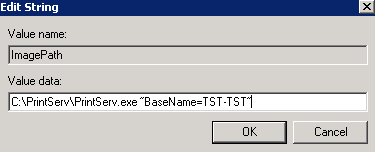 Edit String
Value name:
ImagePath
Value data:
C:\PrintServ\PrintServ.exe "BaseName=TST-TST"
OK
Cancel